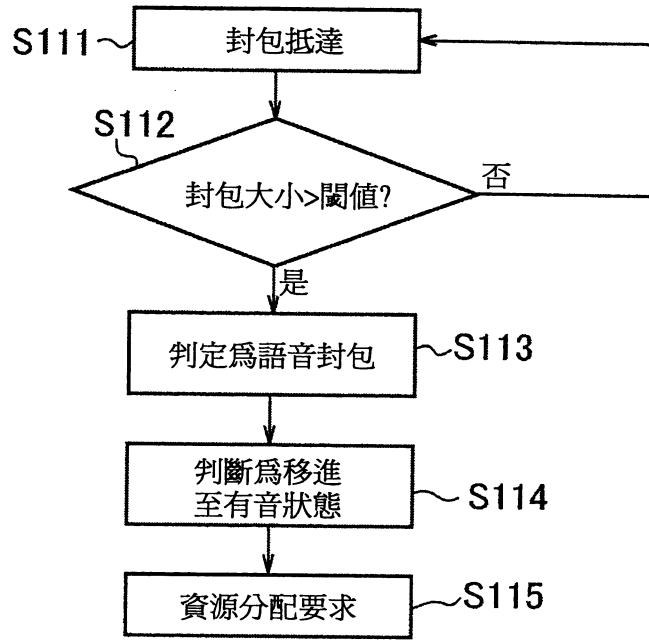 S111
封包抵達
S112
封包大小>閾值?
否
是
判定爲語音封包
S113
判斷爲移進
至有音狀態
S114
資源分配要求
S115